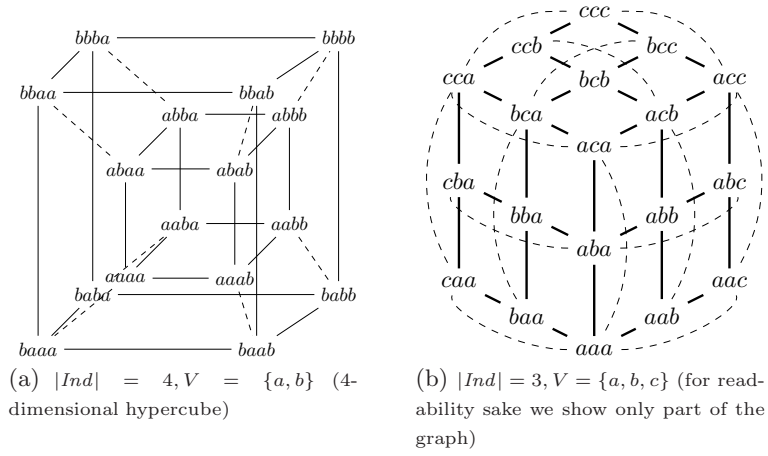 ccc
bbba bbbb
ccb bcc
cca bcb acc
bbaa bbab
abba abbb
bca acb
aca
abaa abab
cba abc
bba abb
aaba aabb
aba
aaaa aaab
caa aac
baba babb
baa aab
baaa baab
aaa
(a) |Ind| = 4, V = {a, b} (4-
dimensional hypercube)
(b) |Ind| = 3, V = {a, b, c} (for read-
ability sake we show only part of the
graph)